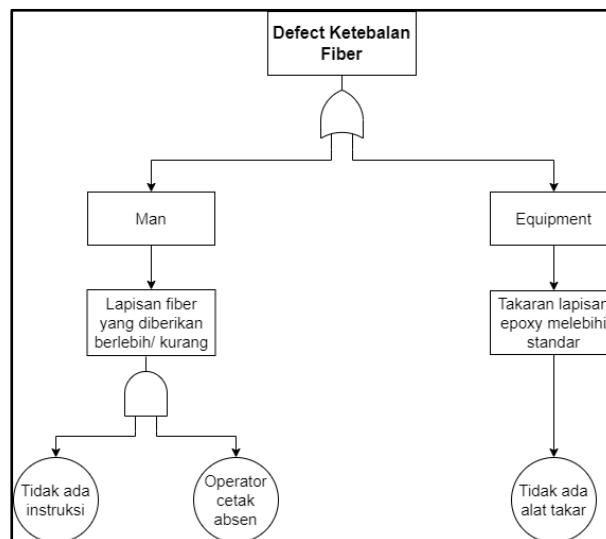 Defect Ketebalan
Fiber
Man
Equipment
Lapisan fiber
yang diberikan
berlebih/ kurang
Takaran lapisan
epoxy melebihi
standar
Tidak ada
instruksi
Operator
cetak
absen
Tidak ada
alat takar